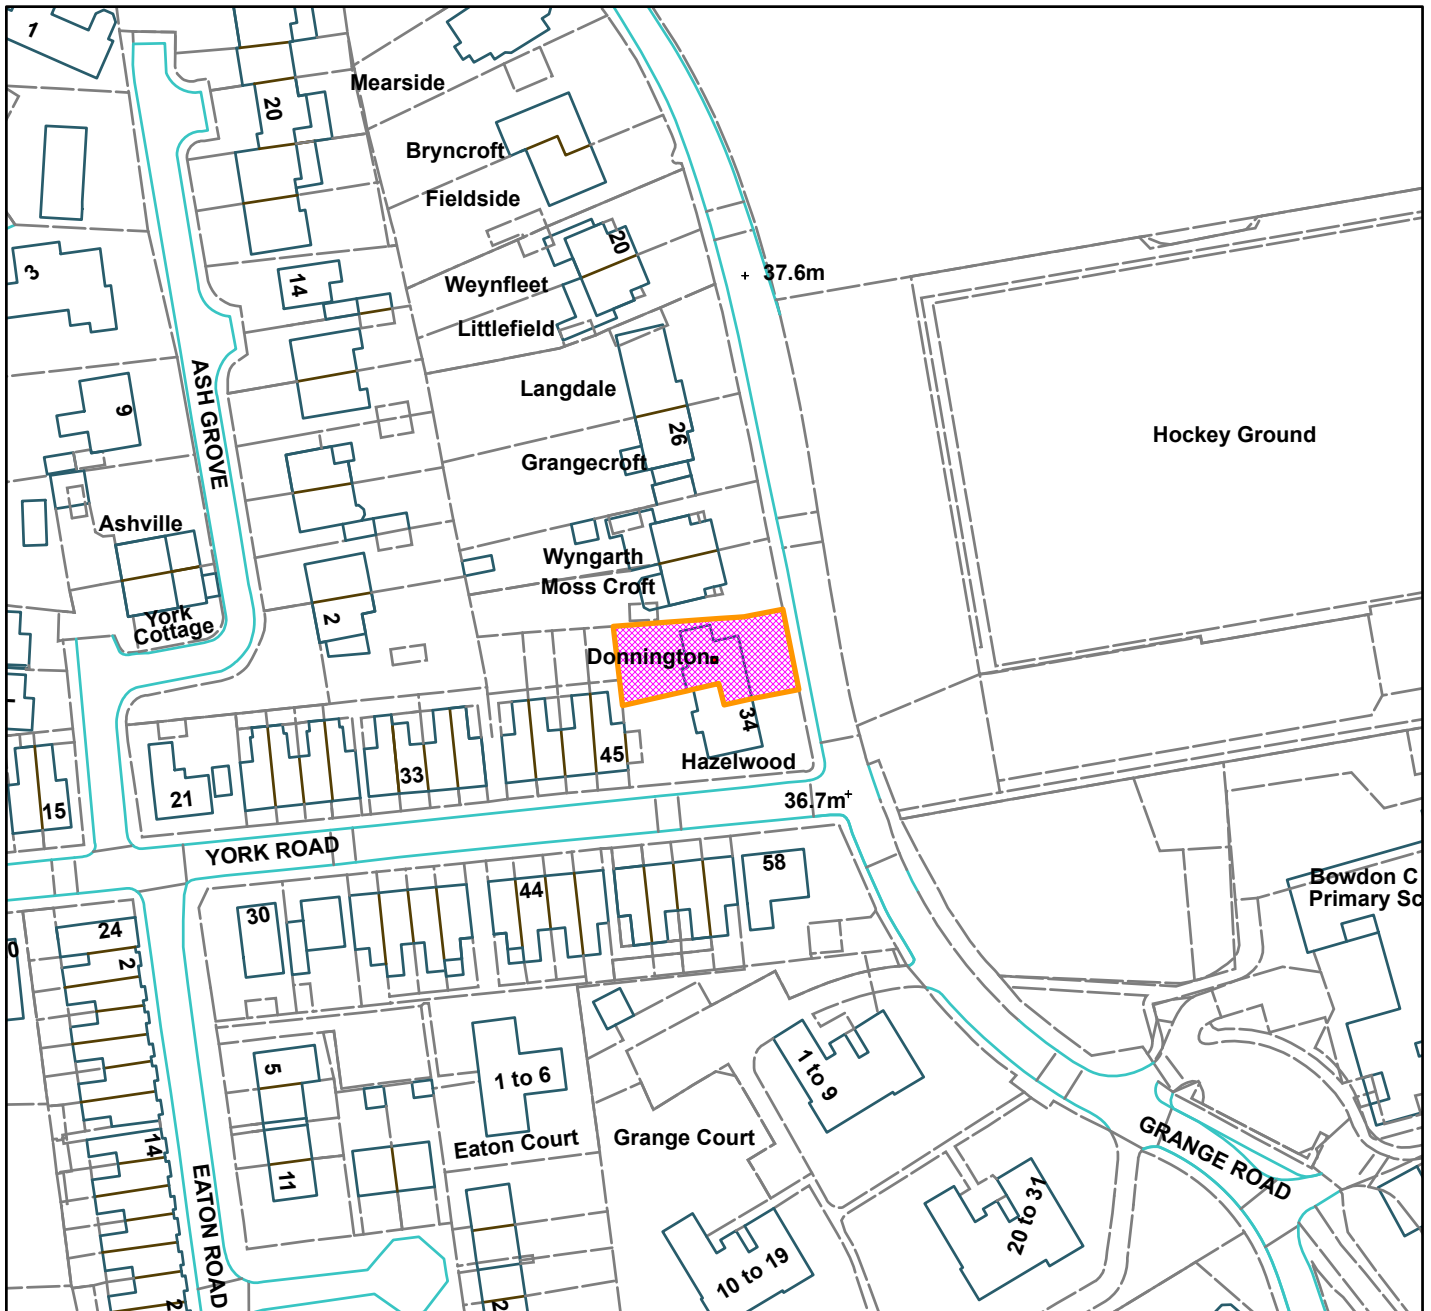 1
Mearside
20
Bryncroft
Fieldside
20
3
37.6m
14
Weynfleet
Littlefield
ASH GROVE
Langdale
9
26
Hockey Ground
Grangecroft
Ashville
Wyngarth
Moss Croft
York
Cottage
2
Donnington
34
45
Hazelwood
33
21
15
36.7m
YORK ROAD
58
Bowdon C
Primary Sc
44
30
24
2
0
5
1 to 6
1 to 9
Eaton Court
Grange Court
GRANGE ROAD
14
11
EATON ROAD
20 to 31
10 to 19
2
2